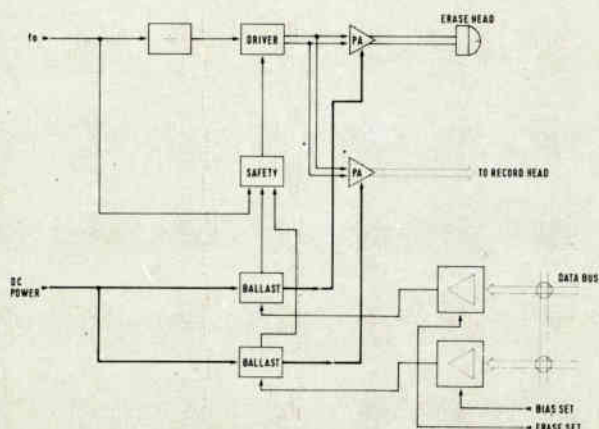 ERASE HEAD
fo
÷
DRIVER
PA
SAFETY
PA
TO RECORD HEAD
DC
POWER
BALLAST
DATA BUS
BALLAST
BIAS SET
ERASE SET